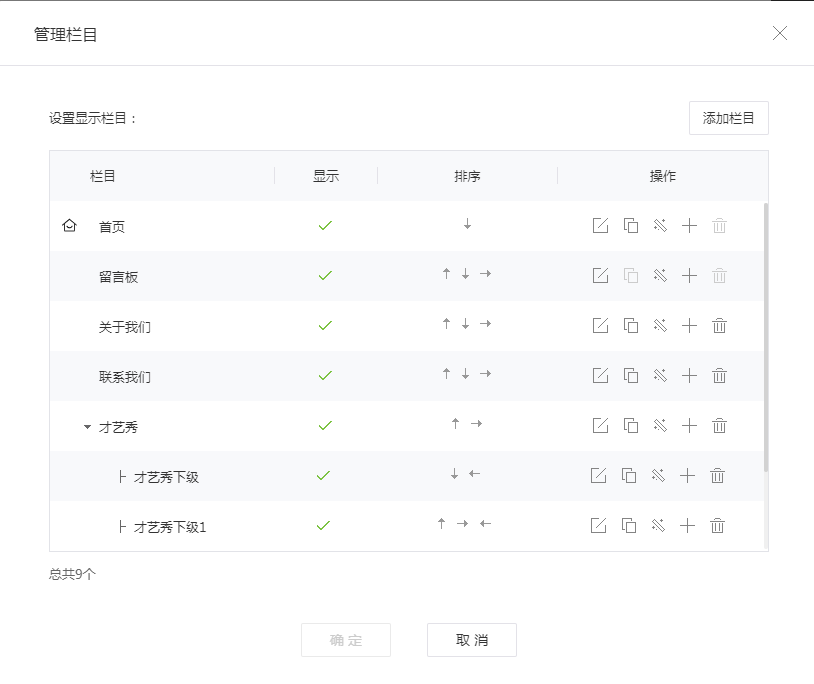 管理栏目
设置显示栏目：
添加栏目
栏目 显示 排序 操作
首页
留言板
关于我们
联系我们
才艺秀
才艺秀下级
才艺秀下级1
总共9个
确定 取消